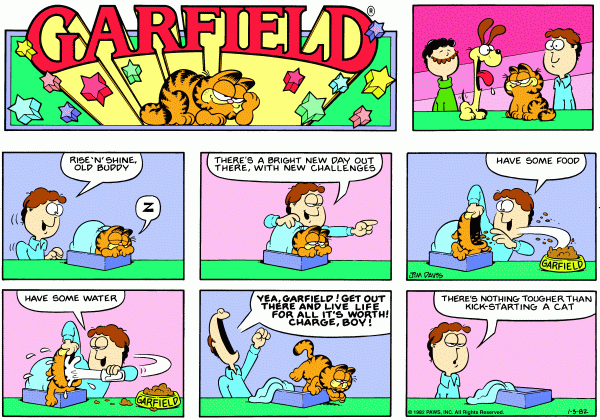 GARFIELD®
RISE 'N' SHINE,
OLD BUDDY
Z
THERE'S A BRIGHT NEW DAY OUT
THERE, WITH NEW CHALLENGES
HAVE SOME FOOD
GARFIELD
JIM DAVIS
HAVE SOME WATER
GARFIELD
YEA, GARFIELD! GET OUT
THERE AND LIVE LIFE
FOR ALL IT'S WORTH!
CHARGE, BOY!
THERE'S NOTHING TOUGHER THAN
KICK-STARTING A CAT
© 1982 PAWS, INC. All Rights Reserved.
1-3-82